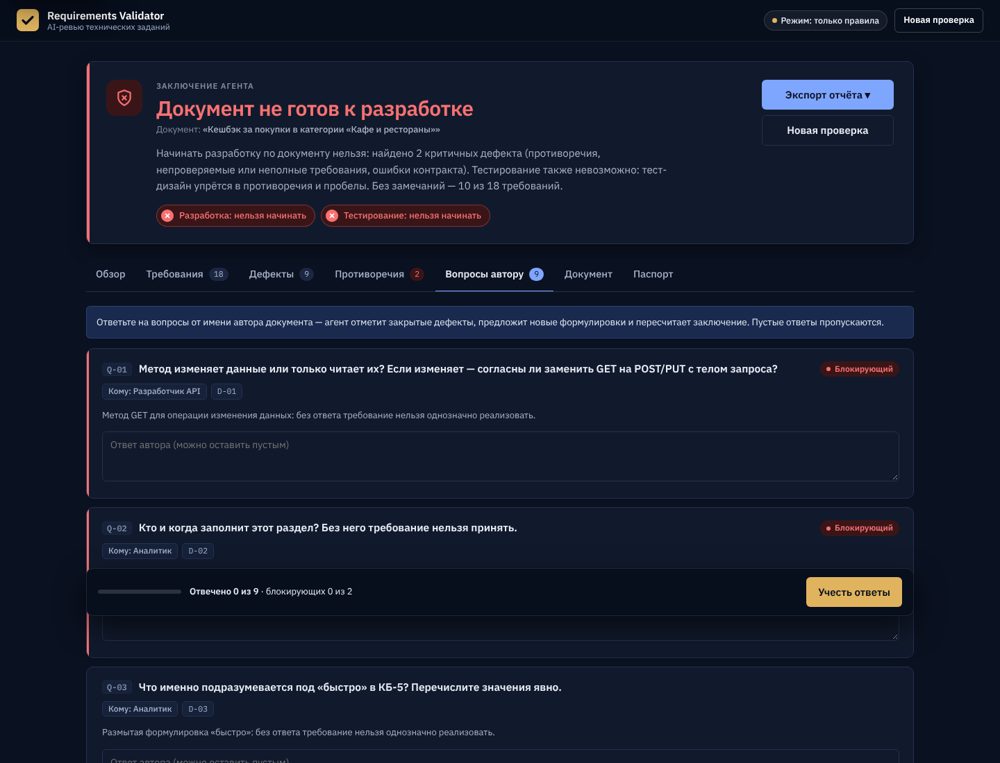 Requirements Validator
AI-ревью технических заданий
Режим: только правила
Новая проверка
ЗАКЛЮЧЕНИЕ АГЕНТА
Документ не готов к разработке
Документ: «Кешбэк за покупки в категории «Кафе и рестораны»»
Начинать разработку по документу нельзя: найдено 2 критичных дефекта (противоречия,
непроверяемые или неполные требования, ошибки контракта). Тестирование также невозможно: тест-
дизайн упрётся в противоречия и пробелы. Без замечаний — 10 из 18 требований.
Разработка: нельзя начинать
Тестирование: нельзя начинать
Экспорт отчёта ▾
Новая проверка
Обзор
Требования 18
Дефекты 9
Противоречия 2
Вопросы автору 9
Документ
Паспорт
Ответьте на вопросы от имени автора документа — агент отметит закрытые дефекты, предложит новые формулировки и пересчитает заключение. Пустые ответы пропускаются.
Q-01 Метод изменяет данные или только читает их? Если изменяет — согласны ли заменить GET на POST/PUT с телом запроса?
Блокирующий
Кому: Разработчик API
D-01
Метод GET для операции изменения данных: без ответа требование нельзя однозначно реализовать.
Ответ автора (можно оставить пустым)
Q-02 Кто и когда заполнит этот раздел? Без него требование нельзя принять.
Блокирующий
Кому: Аналитик
D-02
Отвечено 0 из 9 · блокирующих 0 из 2
Учесть ответы
Q-03 Что именно подразумевается под «быстро» в КБ-5? Перечислите значения явно.
Кому: Аналитик
D-03
Размытая формулировка «быстро»: без ответа требование нельзя однозначно реализовать.
Ответ автора (можно оставить пустым)